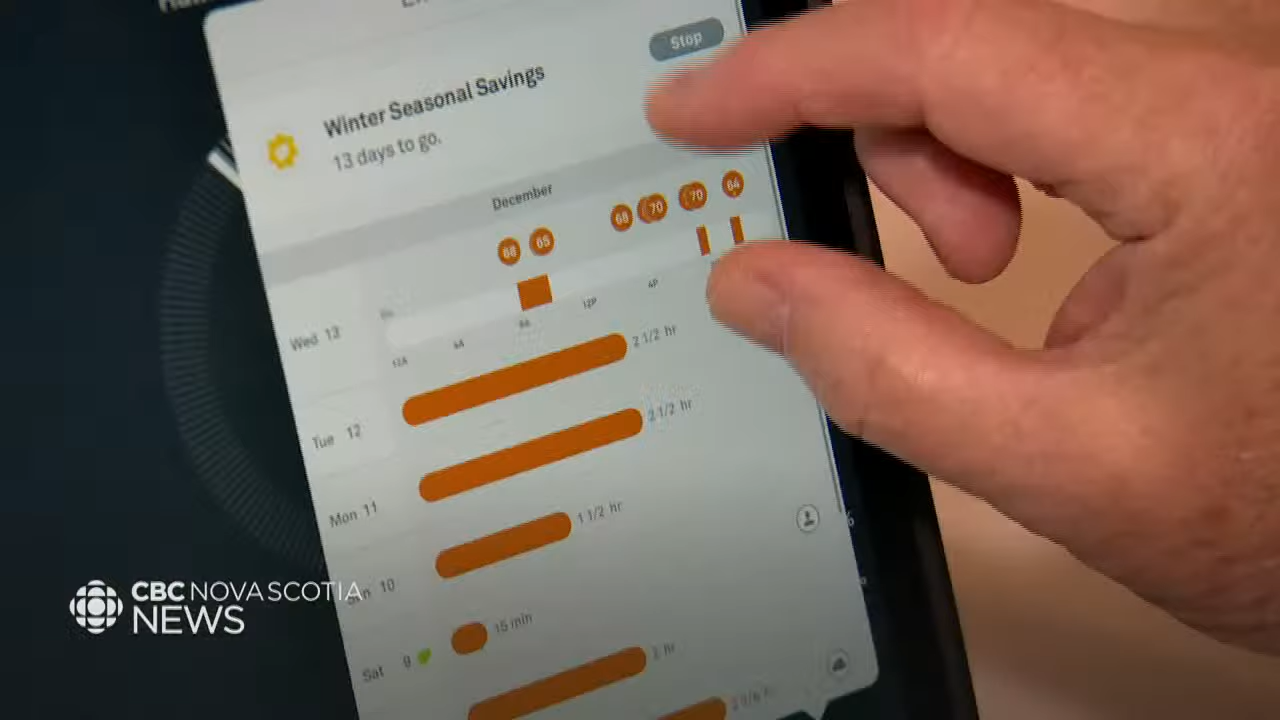 Stop
Winter Seasonal Savings
13 days to go.
December
68 65 68 70 70 64
Wed 13
12A 4A 8A 12P 4P
2 1/2 hr
Tue 12
2 1/2 hr
Mon 11
1 1/2 hr
Sun 10
15 min
Sat 9
CBC NOVA SCOTIA
NEWS